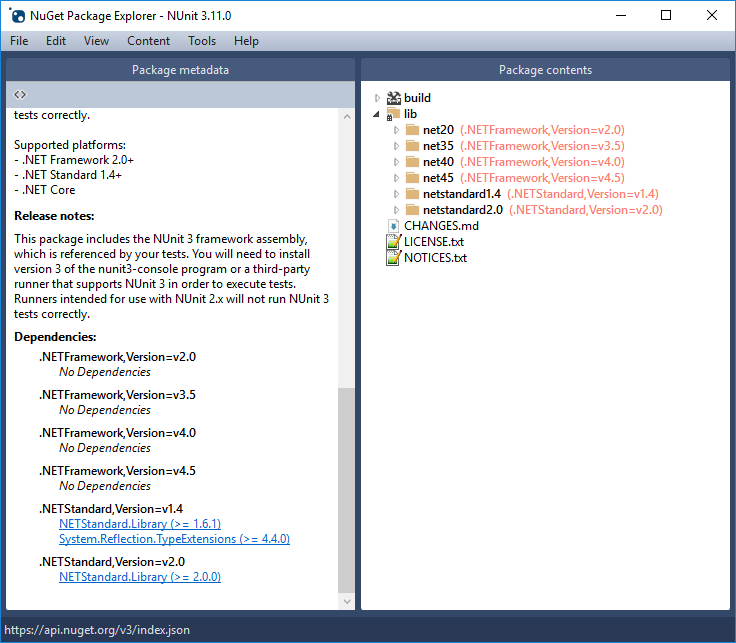 NuGet Package Explorer - NUnit 3.11.0
File Edit View Content Tools Help
Package metadata
<>
tests correctly.
Supported platforms:
- .NET Framework 2.0+
- .NET Standard 1.4+
- .NET Core
Release notes:
This package includes the NUnit 3 framework assembly,
which is referenced by your tests. You will need to install
version 3 of the nunit3-console program or a third-party
runner that supports NUnit 3 in order to execute tests.
Runners intended for use with NUnit 2.x will not run NUnit 3
tests correctly.
Dependencies:
.NETFramework,Version=v2.0
No Dependencies
.NETFramework,Version=v3.5
No Dependencies
.NETFramework,Version=v4.0
No Dependencies
.NETFramework,Version=v4.5
No Dependencies
.NETStandard,Version=v1.4
NETStandard.Library (>= 1.6.1)
System.Reflection.TypeExtensions (>= 4.4.0)
.NETStandard,Version=v2.0
NETStandard.Library (>= 2.0.0)
Package contents
build
lib
net20 (.NETFramework,Version=v2.0)
net35 (.NETFramework,Version=v3.5)
net40 (.NETFramework,Version=v4.0)
net45 (.NETFramework,Version=v4.5)
netstandard1.4 (.NETStandard,Version=v1.4)
netstandard2.0 (.NETStandard,Version=v2.0)
CHANGES.md
LICENSE.txt
NOTICES.txt
https://api.nuget.org/v3/index.json